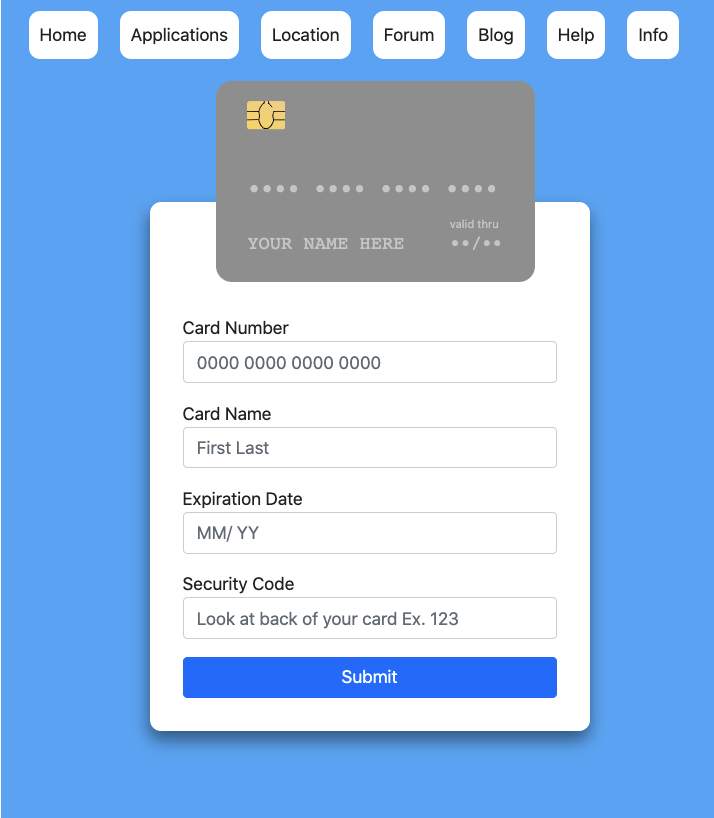 Home Applications Location Forum Blog Help Info
•••• •••• •••• ••••
valid thru
YOUR NAME HERE ••/••
Card Number
0000 0000 0000 0000
Card Name
First Last
Expiration Date
MM/ YY
Security Code
Look at back of your card Ex. 123
Submit